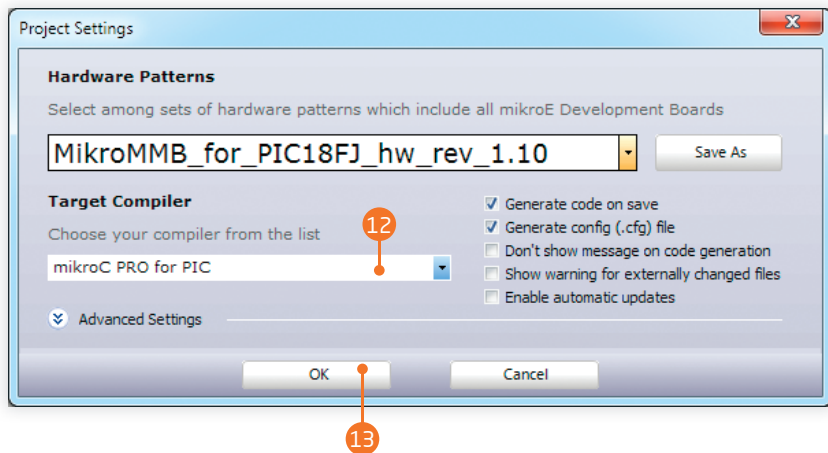 Project Settings
Hardware Patterns
Select among sets of hardware patterns which include all mikroE Development Boards
MikroMMB_for_PIC18FJ_hw_rev_1.10
Save As
Target Compiler
Choose your compiler from the list
12
mikroC PRO for PIC
Generate code on save
Generate config (.cfg) file
Don't show message on code generation
Show warning for externally changed files
Enable automatic updates
Advanced Settings
OK
Cancel
13